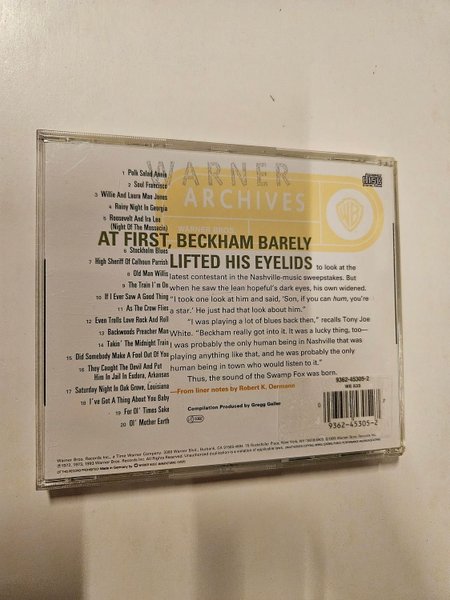 WARNER
ARCHIVES
WB
WARNER BROS.
1 Polk Salad Annie
2 Soul Francisco
3 Willie And Laura Mae Jones
4 Rainy Night In Georgia
5 Roosevelt And Ira Lee
(Night Of The Mossacin)
6 Stockholm Blues
7 High Sheriff Of Calhoun Parrish
8 Old Man Willis
9 The Train I'm On
10 If I Ever Saw A Good Thing
11 As The Crow Flies
12 Even Trolls Love Rock And Roll
13 Backwoods Preacher Man
14 Takin' The Midnight Train
15 Did Somebody Make A Fool Out Of You
16 They Caught The Devil And Put
Him In Jail In Eudora, Arkansas
17 Saturday Night In Oak Grove, Louisiana
18 I've Got A Thing About You Baby
19 For Ol' Times Sake
20 Ol' Mother Earth
AT FIRST, BECKHAM BARELY
LIFTED HIS EYELIDS to look at the
latest contestant in the Nashville-music sweepstakes. But
when he saw the lean hopeful's dark eyes, his own widened.
"I took one look at him and said, 'Son, if you can hum, you're
a star.' He just had that look about him."
"I was playing a lot of blues back then," recalls Tony Joe
White. "Beckham really got into it. It was a lucky thing, too—
I was probably the only human being in Nashville that was
playing anything like that, and he was probably the only
human being in town who would listen to it."
Thus, the sound of the Swamp Fox was born.
—From liner notes by Robert K. Oermann
Compilation Produced by Gregg Geller
9362-45305-2
0
9362-45305-2
7
Made in Germany